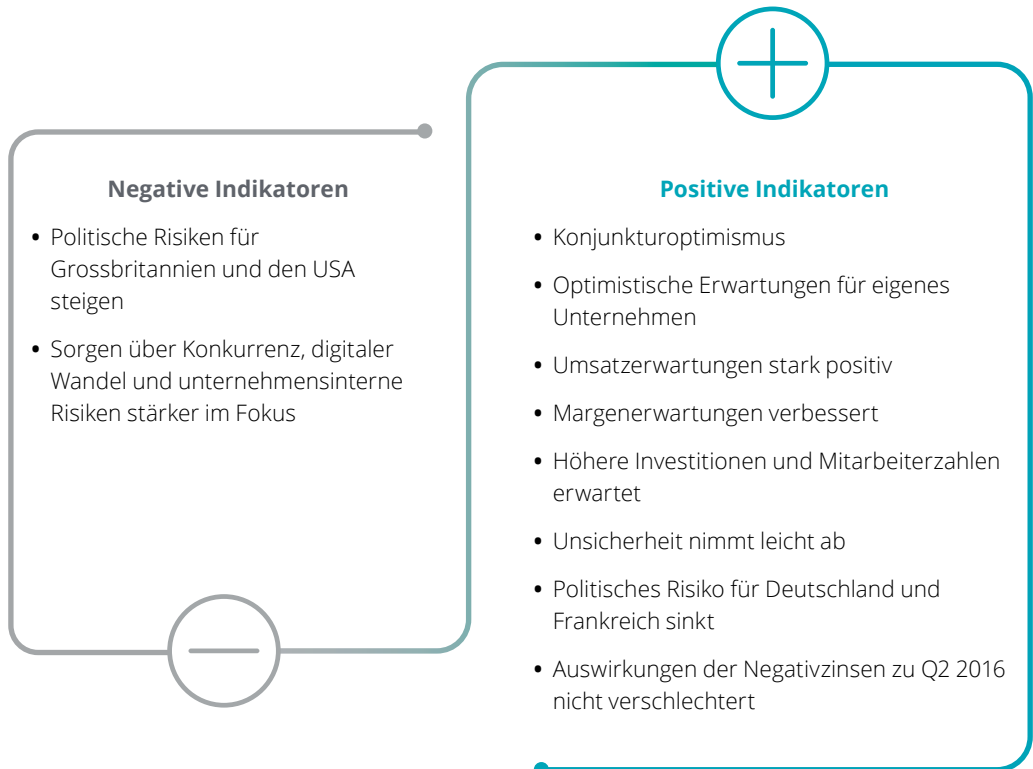 Negative Indikatoren
• Politische Risiken für
Grossbritannien und den USA
steigen
• Sorgen über Konkurrenz, digitaler
Wandel und unternehmensinterne
Risiken stärker im Fokus
Positive Indikatoren
• Konjunkturoptimismus
• Optimistische Erwartungen für eigenes
Unternehmen
• Umsatzerwartungen stark positiv
• Margenerwartungen verbessert
• Höhere Investitionen und Mitarbeiterzahlen
erwartet
• Unsicherheit nimmt leicht ab
• Politisches Risiko für Deutschland und
Frankreich sinkt
• Auswirkungen der Negativzinsen zu Q2 2016
nicht verschlechtert